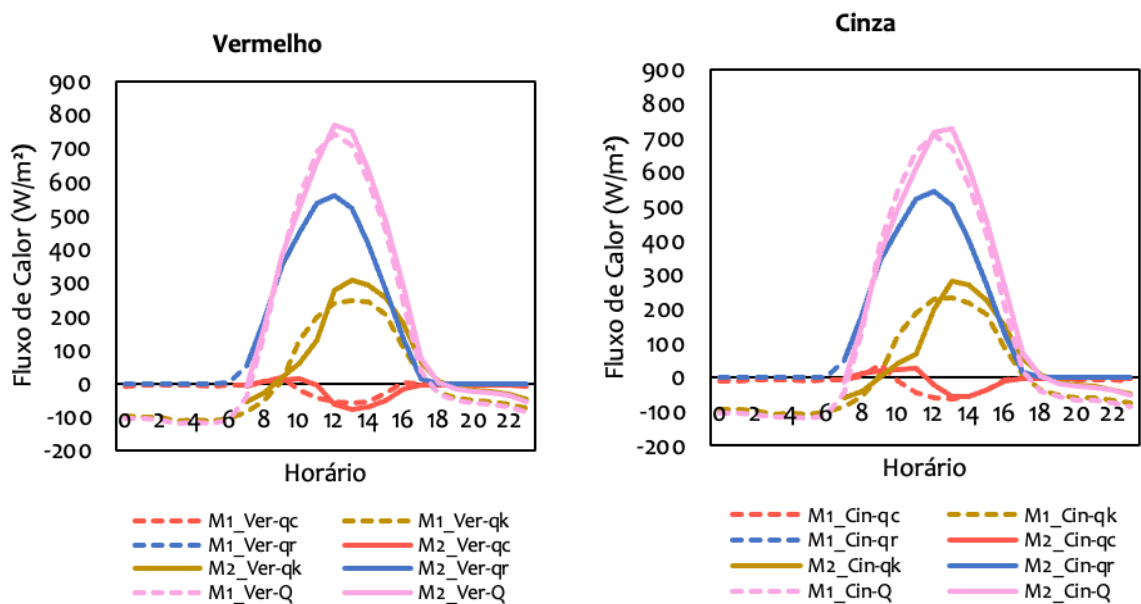 Vermelho
Fluxo de Calor (W/m²)
900
800
700
600
500
400
300
200
100
0
-100
-200
0 2 4 6 8 10 12 14 16 18 20 22
Horário
M1_Ver-qc M1_Ver-qk
M1_Ver-qr M2_Ver-qc
M2_Ver-qk M2_Ver-qr
M1_Ver-Q M2_Ver-Q
Cinza
Fluxo de Calor (W/m²)
900
800
700
600
500
400
300
200
100
0
-100
-200
0 2 4 6 8 10 12 14 16 18 20 22
Horário
M1_Cin-qc M1_Cin-qk
M1_Cin-qr M2_Cin-qc
M2_Cin-qk M2_Cin-qr
M1_Cin-Q M2_Cin-Q